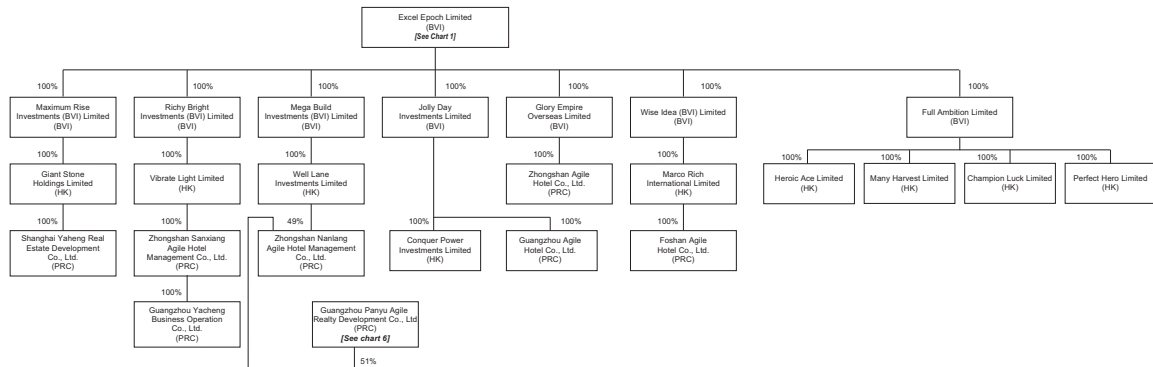 Excel Epoch Limited
(BVI)
[See Chart 1]
100%
100%
100%
100%
100%
100%
100%
Maximum Rise
Investments (BVI) Limited
(BVI)
Richy Bright
Investments (BVI) Limited
(BVI)
Mega Build
Investments (BVI) Limited
(BVI)
Jolly Day
Investments Limited
(BVI)
Glory Empire
Overseas Limited
(BVI)
Wise Idea (BVI) Limited
(BVI)
Full Ambition Limited
(BVI)
100%
100%
100%
100%
100%
100%
100%
100%
100%
Giant Stone
Holdings Limited
(HK)
Vibrate Light Limited
(HK)
Well Lane
Investments Limited
(HK)
Zhongshan Agile
Hotel Co., Ltd.
(PRC)
Marco Rich
International Limited
(HK)
Heroic Ace Limited
(HK)
Many Harvest Limited
(HK)
Champion Luck Limited
(HK)
Perfect Hero Limited
(HK)
100%
100%
49%
100%
100%
100%
Shanghai Yaheng Real
Estate Development
Co., Ltd.
(PRC)
Zhongshan Sanxiang
Agile Hotel
Management Co., Ltd.
(PRC)
Zhongshan Nanlang
Agile Hotel Management
Co., Ltd.
(PRC)
Conquer Power
Investments Limited
(HK)
Guangzhou Agile
Hotel Co., Ltd.
(PRC)
Foshan Agile
Hotel Co., Ltd.
(PRC)
100%
Guangzhou Yacheng
Business Operation
Co., Ltd.
(PRC)
Guangzhou Panyu Agile
Realty Development Co., Ltd
(PRC)
[See chart 6]
51%